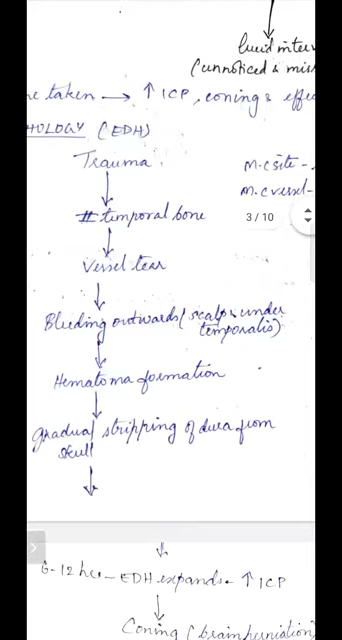 lucid inter
(unnoticed & mis
re taken → ↑ ICP, coning & effe
HOLOGY (EDH)
Trauma
M.C site -
M.C vessel -
# temporal bone
3 / 10
Vessel tear
Bleeding outwards (scalp & under
temporalis)
Hematoma formation
Gradual stripping of dura from
skull
6-12 hrs - EDH expands - ↑ ICP
Coning (brain herniation)